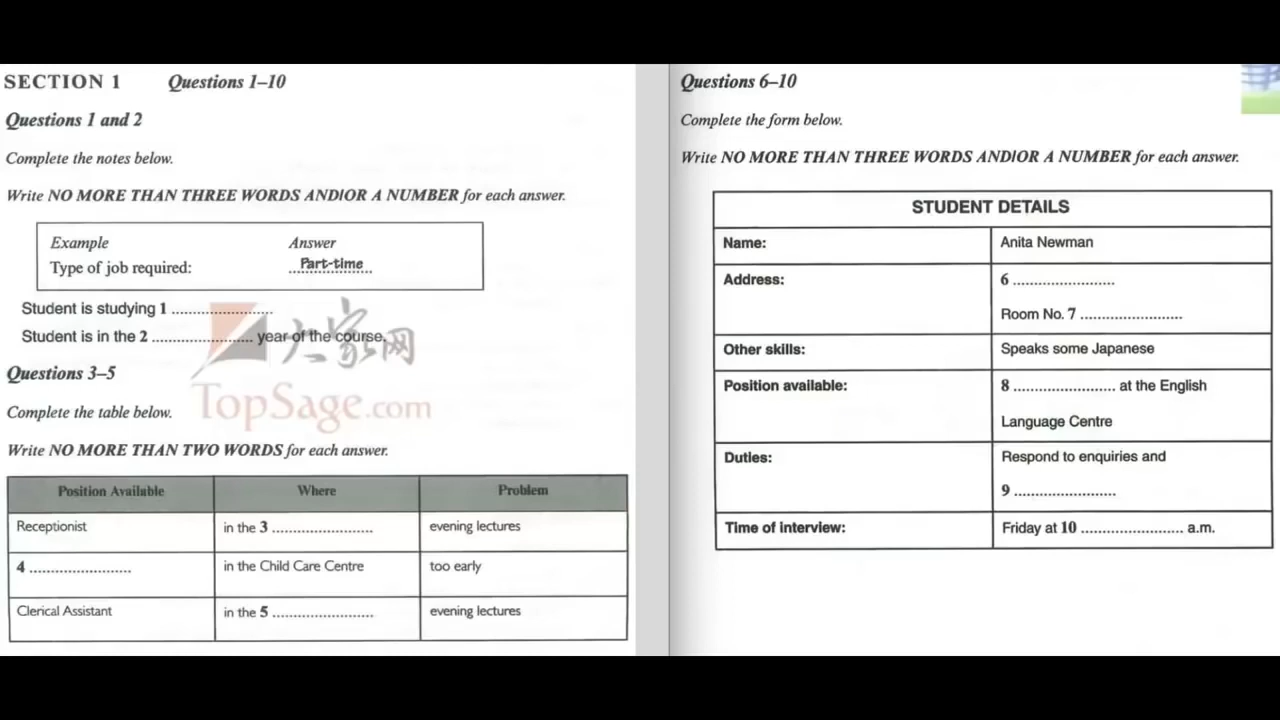 SECTION 1 Questions 1–10
Questions 1 and 2
Complete the notes below.
Write NO MORE THAN THREE WORDS AND/OR A NUMBER for each answer.
Example Answer
Type of job required: Part-time
Student is studying 1 ........................
Student is in the 2 ........................ year of the course.
大家网
TopSage.com
Questions 3–5
Complete the table below.
Write NO MORE THAN TWO WORDS for each answer.
Position Available Where Problem
Receptionist in the 3 ........................ evening lectures
4 ........................ in the Child Care Centre too early
Clerical Assistant in the 5 ........................ evening lectures
Questions 6–10
Complete the form below.
Write NO MORE THAN THREE WORDS AND/OR A NUMBER for each answer.
STUDENT DETAILS
Name: Anita Newman
Address: 6 ........................
Room No. 7 ........................
Other skills: Speaks some Japanese
Position available: 8 ........................ at the English
Language Centre
Duties: Respond to enquiries and
9 ........................
Time of interview: Friday at 10 ........................ a.m.